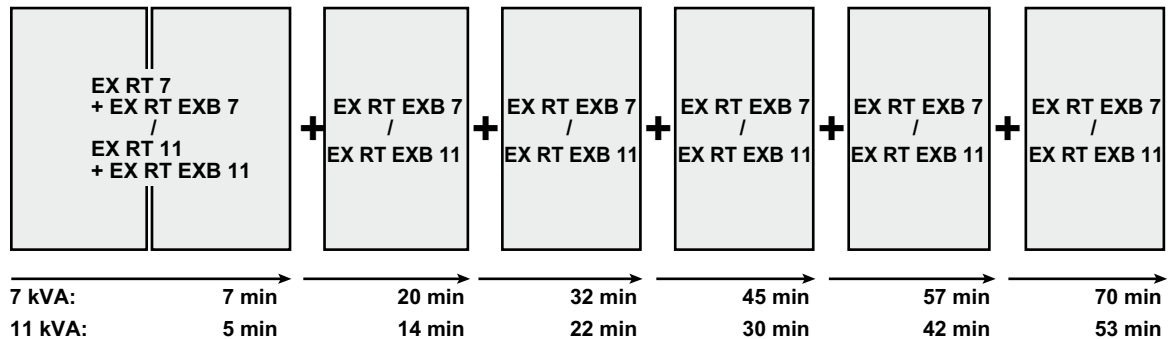 EX RT 7
+ EX RT EXB 7
/
EX RT 11
+ EX RT EXB 11
+
EX RT EXB 7
/
EX RT EXB 11
+
EX RT EXB 7
/
EX RT EXB 11
+
EX RT EXB 7
/
EX RT EXB 11
+
EX RT EXB 7
/
EX RT EXB 11
+
EX RT EXB 7
/
EX RT EXB 11
7 kVA: 7 min 20 min 32 min 45 min 57 min 70 min
11 kVA: 5 min 14 min 22 min 30 min 42 min 53 min